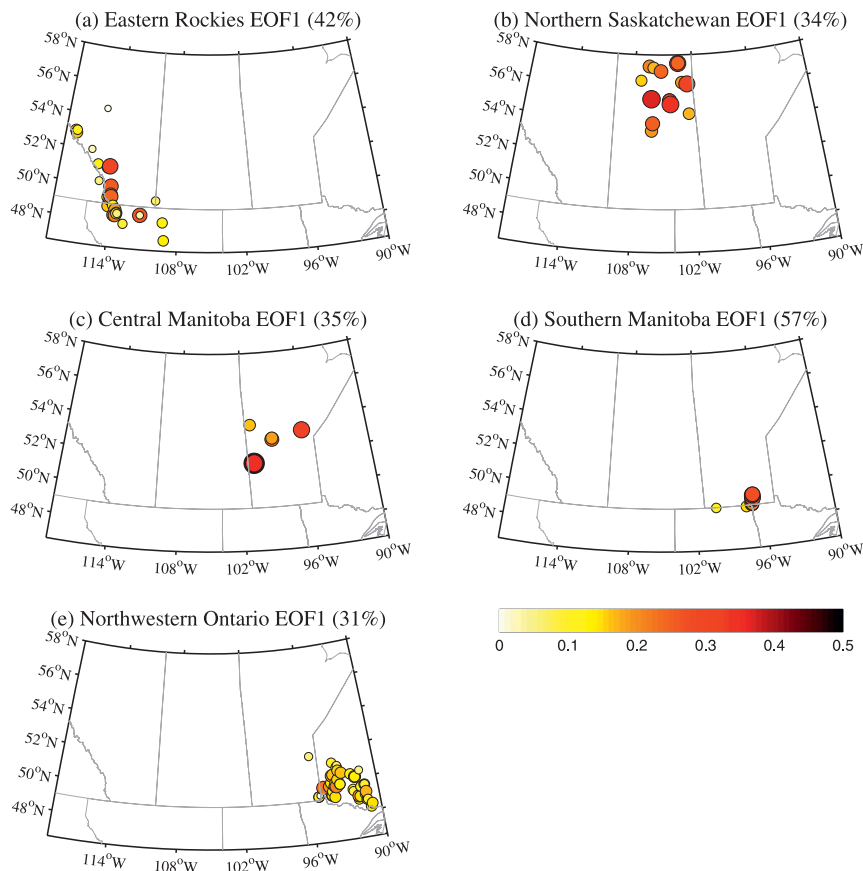 (a) Eastern Rockies EOF1 (42%)
58°N
56°N
54°N
52°N
50°N
48°N
114°W
108°W
102°W
96°W
90°W
(b) Northern Saskatchewan EOF1 (34%)
58°N
56°N
54°N
52°N
50°N
48°N
114°W
108°W
102°W
96°W
90°W
(c) Central Manitoba EOF1 (35%)
58°N
56°N
54°N
52°N
50°N
48°N
114°W
108°W
102°W
96°W
90°W
(d) Southern Manitoba EOF1 (57%)
58°N
56°N
54°N
52°N
50°N
48°N
114°W
108°W
102°W
96°W
90°W
(e) Northwestern Ontario EOF1 (31%)
58°N
56°N
54°N
52°N
50°N
48°N
114°W
108°W
102°W
96°W
90°W
0 0.1 0.2 0.3 0.4 0.5